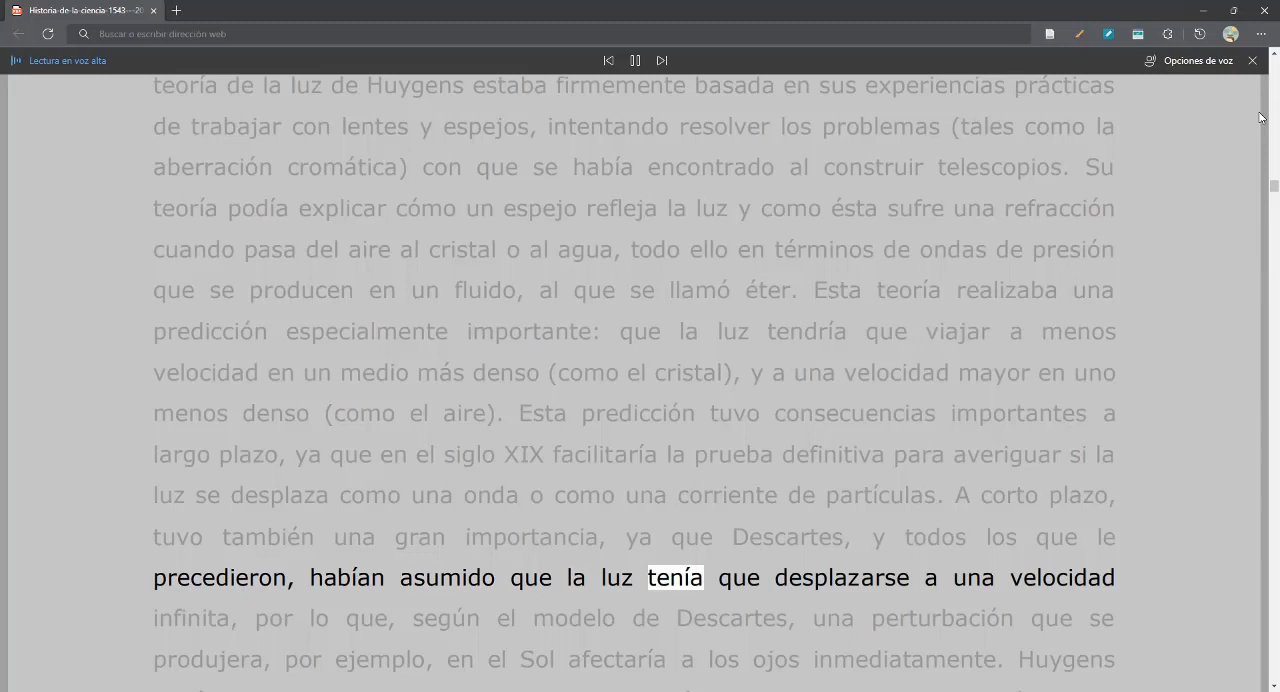 Historia-de-la-ciencia-1543---20
Buscar o escribir dirección web
Lectura en voz alta
Opciones de voz
teoría de la luz de Huygens estaba firmemente basada en sus experiencias prácticas
de trabajar con lentes y espejos, intentando resolver los problemas (tales como la
aberración cromática) con que se había encontrado al construir telescopios. Su
teoría podía explicar cómo un espejo refleja la luz y como ésta sufre una refracción
cuando pasa del aire al cristal o al agua, todo ello en términos de ondas de presión
que se producen en un fluido, al que se llamó éter. Esta teoría realizaba una
predicción especialmente importante: que la luz tendría que viajar a menos
velocidad en un medio más denso (como el cristal), y a una velocidad mayor en uno
menos denso (como el aire). Esta predicción tuvo consecuencias importantes a
largo plazo, ya que en el siglo XIX facilitaría la prueba definitiva para averiguar si la
luz se desplaza como una onda o como una corriente de partículas. A corto plazo,
tuvo también una gran importancia, ya que Descartes, y todos los que le
precedieron, habían asumido que la luz tenía que desplazarse a una velocidad
infinita, por lo que, según el modelo de Descartes, una perturbación que se
produjera, por ejemplo, en el Sol afectaría a los ojos inmediatamente. Huygens